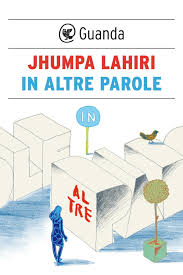 Guanda
JHUMPA LAHIRI
IN ALTRE PAROLE
IN
AL
TRE